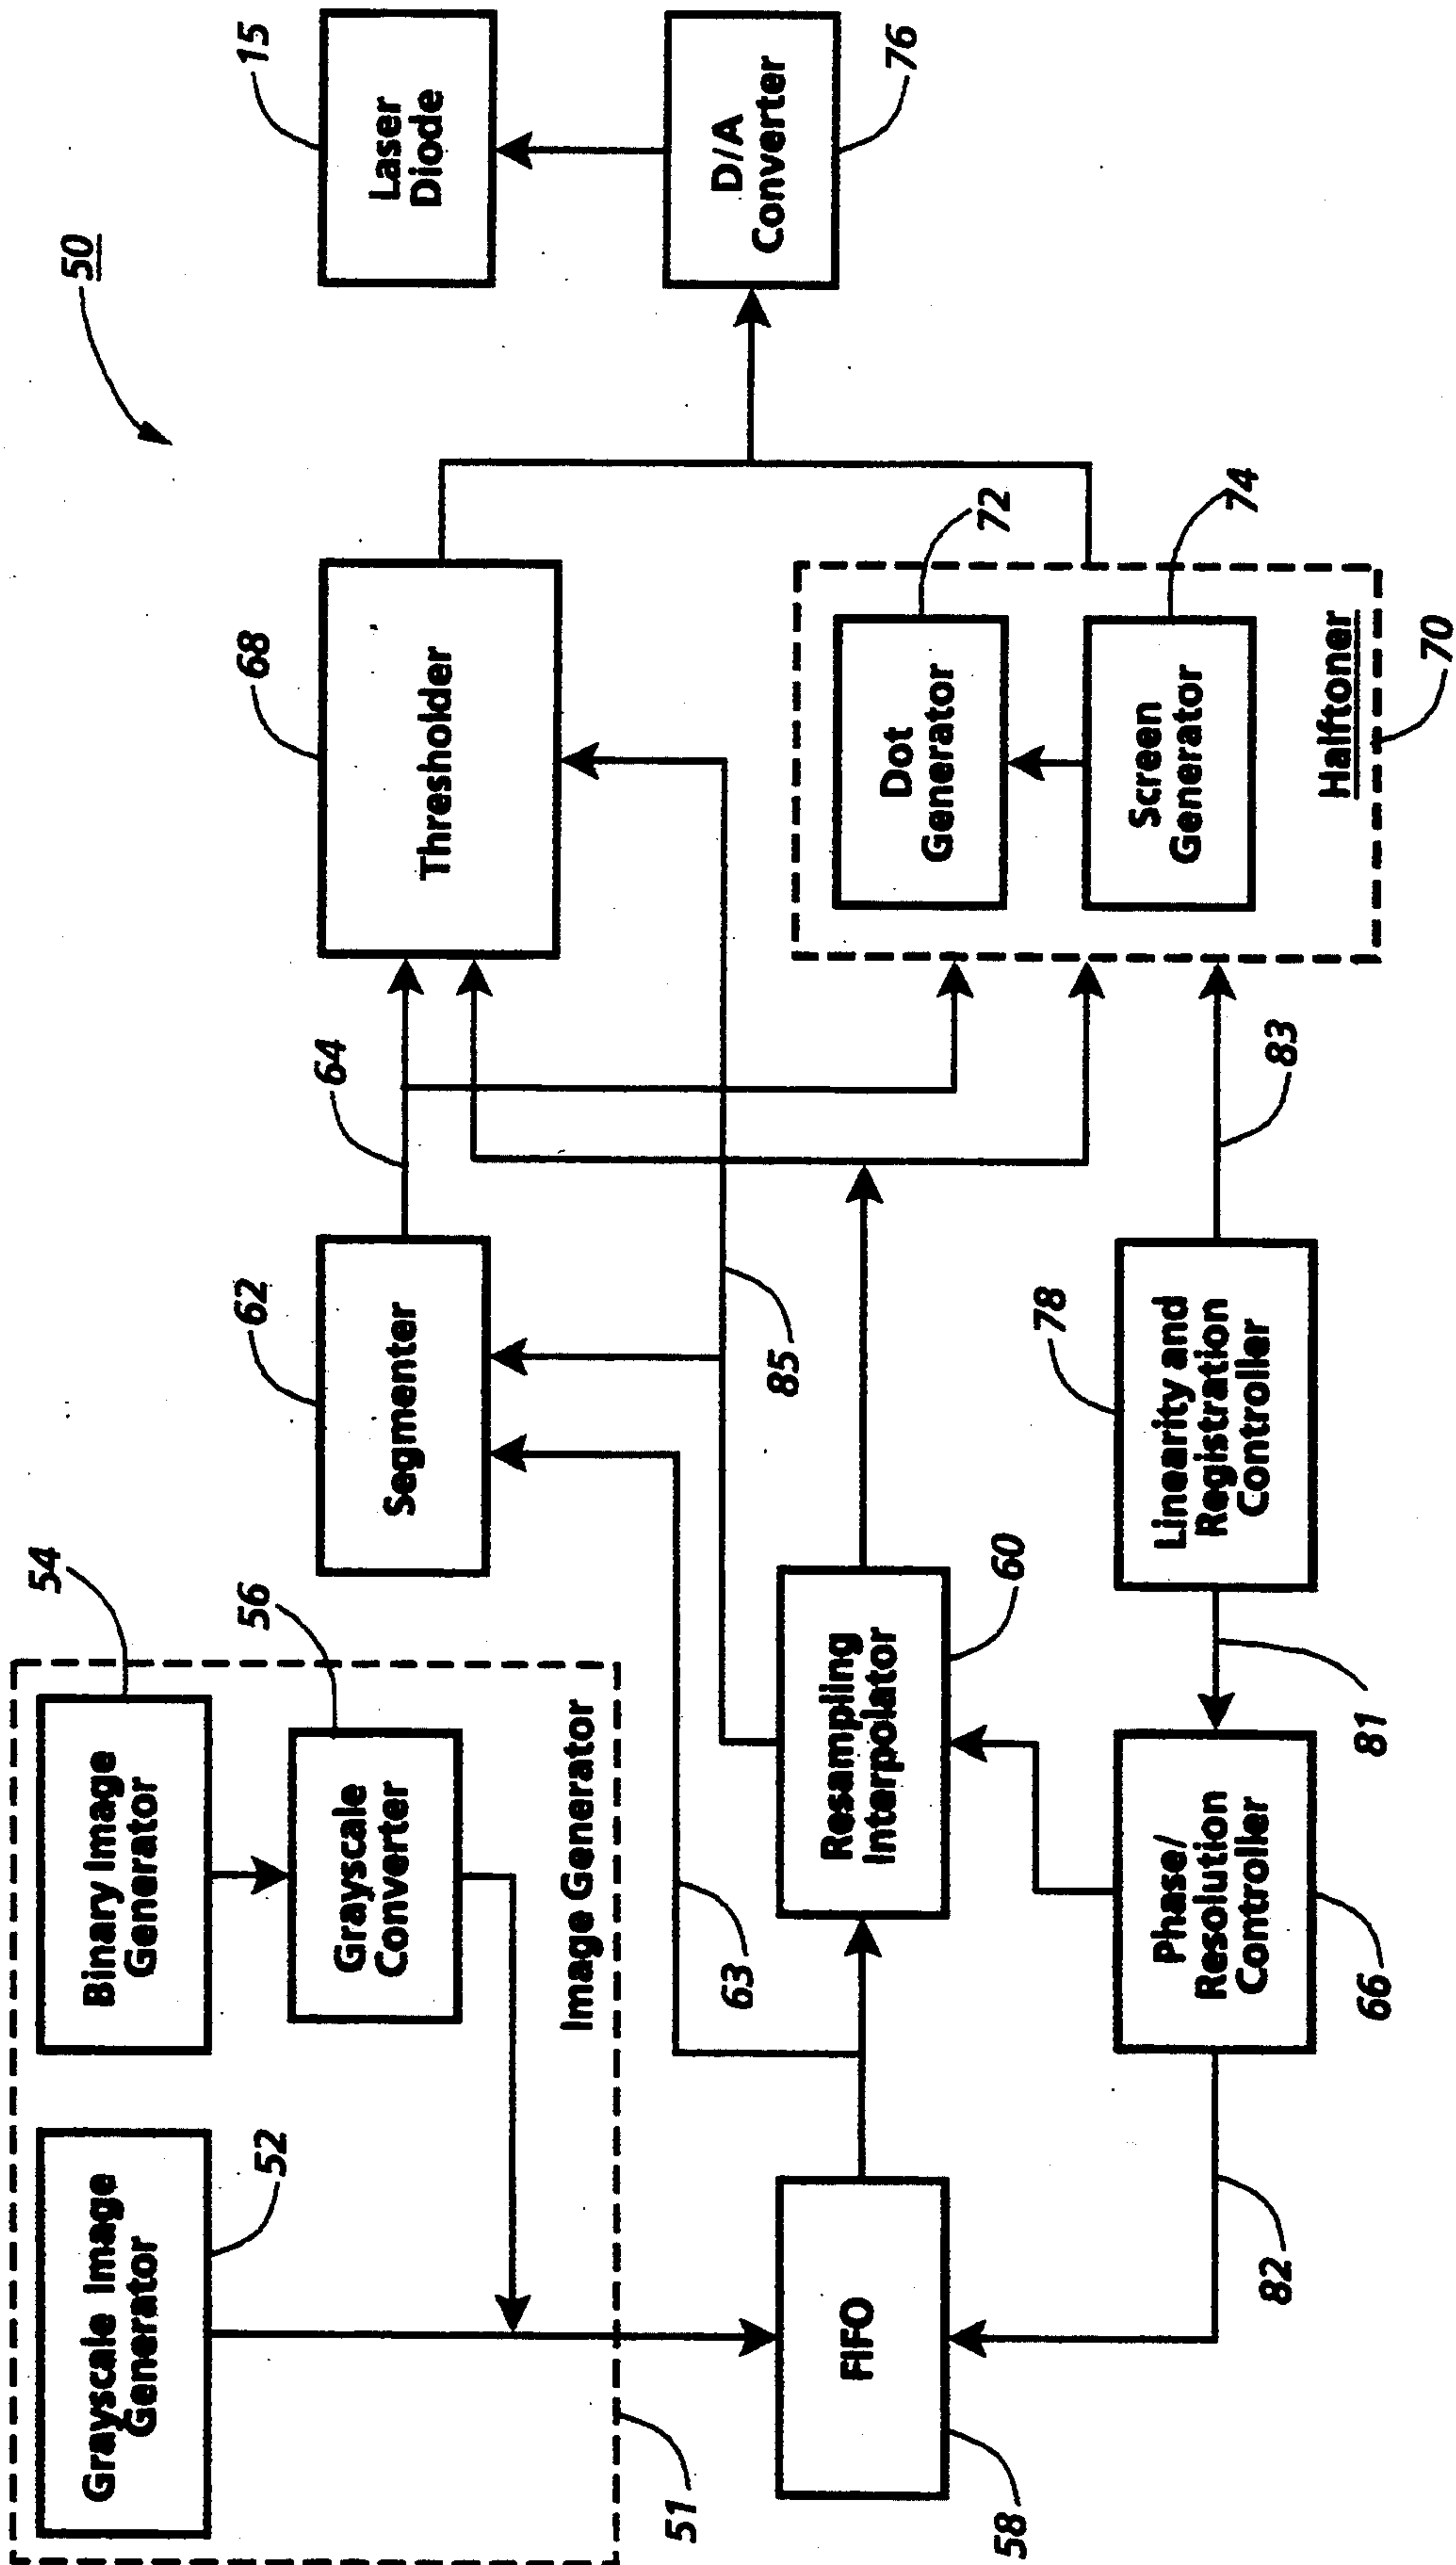 50
Grayscale Image
Generator
52
Binary Image
Generator
54
Grayscale
Converter
56
Image Generator
51
Segmenter
62
64
Thresholder
68
Laser
Diode
15
63
85
FIFO
58
Resampling
Interpolator
60
Dot
Generator
72
Screen
Generator
74
Halftoner
70
D/A
Converter
76
82
Phase/
Resolution
Controller
66
81
Linearity and
Registration
Controller
78
83